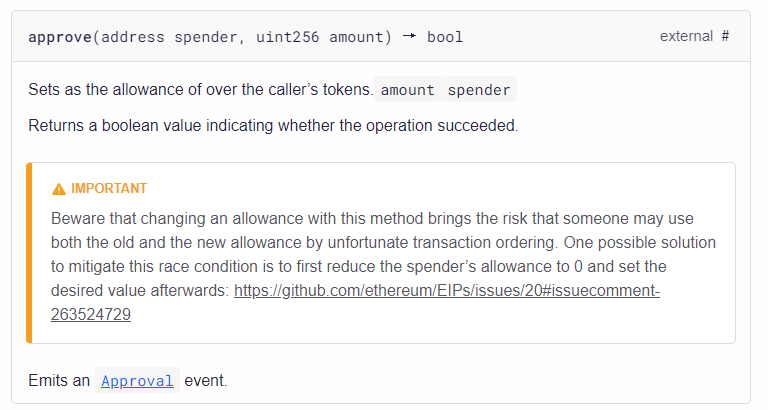 approve(address spender, uint256 amount) → bool external #
Sets as the allowance of over the caller’s tokens. amount spender
Returns a boolean value indicating whether the operation succeeded.
IMPORTANT
Beware that changing an allowance with this method brings the risk that someone may use
both the old and the new allowance by unfortunate transaction ordering. One possible solution
to mitigate this race condition is to first reduce the spender’s allowance to 0 and set the
desired value afterwards: https://github.com/ethereum/EIPs/issues/20#issuecomment-
263524729
Emits an Approval event.